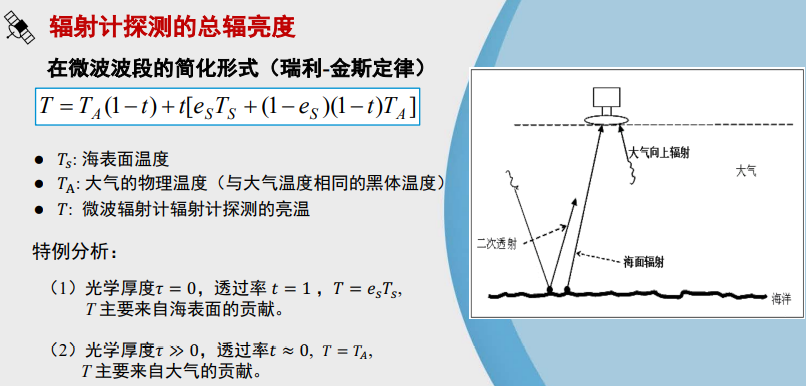 辐射计探测的总辐亮度
在微波波段的简化形式（瑞利-金斯定律）
T = T_A(1−t) + t[e_S T_S + (1−e_S)(1−t)T_A]
● T_s: 海表面温度
● T_A: 大气的物理温度（与大气温度相同的黑体温度）
● T: 微波辐射计辐射计探测的亮温
特例分析：
（1）光学厚度τ = 0，透过率 t = 1 ，T = e_s T_s,
T 主要来自海表面的贡献。
（2）光学厚度τ ≫ 0，透过率t ≈ 0, T = T_A,
T 主要来自大气的贡献。
大气向上辐射
大气
二次透射
海面辐射
海洋